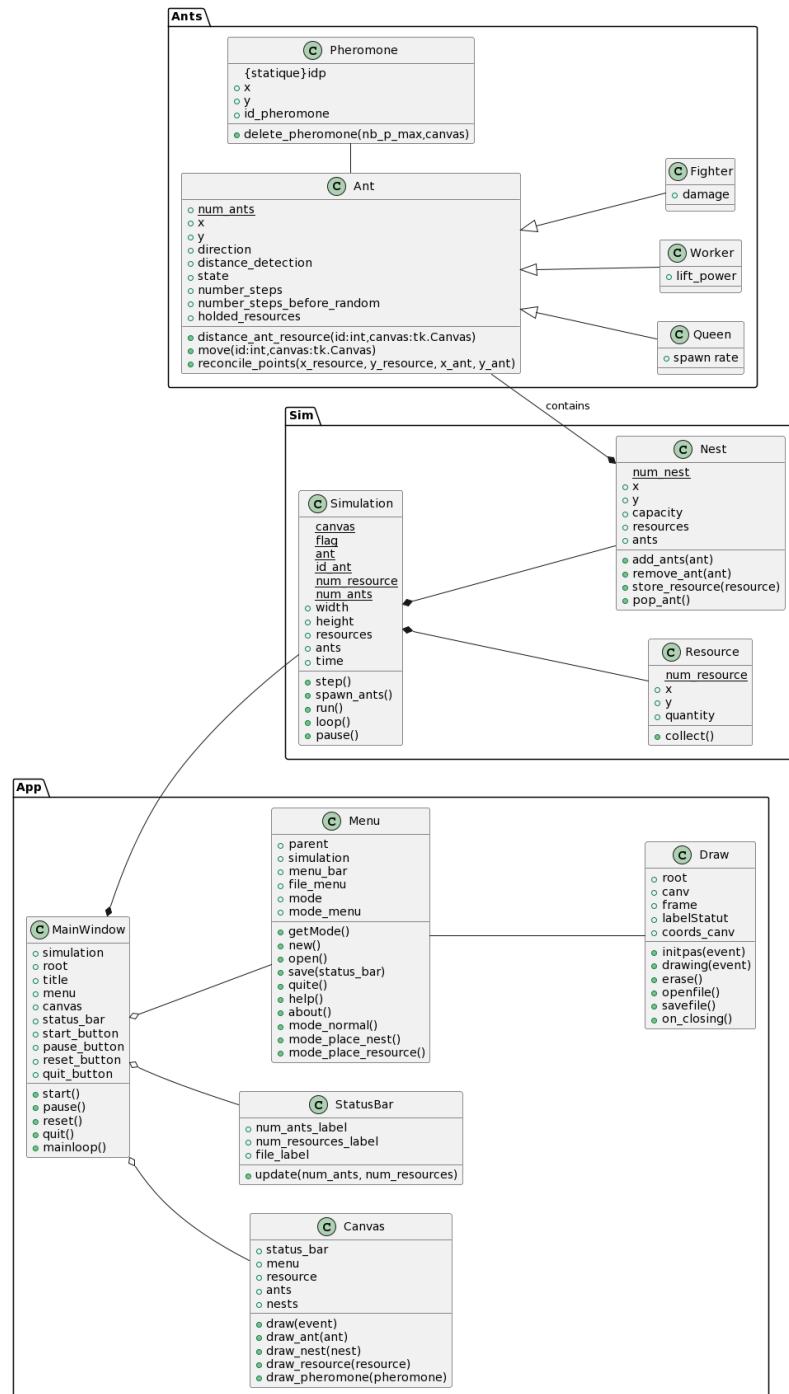 Ants
C Pheromone
{statique}idp
x
y
id_pheromone
delete_pheromone(nb_p_max,canvas)
C Ant
num_ants
x
y
direction
distance_detection
state
number_steps
number_steps_before_random
holded_resources
distance_ant_resource(id:int,canvas:tk.Canvas)
move(id:int,canvas:tk.Canvas)
reconcile_points(x_resource, y_resource, x_ant, y_ant)
C Fighter
damage
C Worker
lift_power
C Queen
spawn rate
contains
Sim
C Nest
num_nest
x
y
capacity
resources
ants
add_ants(ant)
remove_ant(ant)
store_resource(resource)
pop_ant()
C Simulation
canvas
flag
ant
id_ant
num_resource
num_ants
width
height
resources
ants
time
step()
spawn_ants()
run()
loop()
pause()
C Resource
num_resource
x
y
quantity
collect()
App
C Menu
parent
simulation
menu_bar
file_menu
mode
mode_menu
getMode()
new()
open()
save(status_bar)
quite()
help()
about()
mode_normal()
mode_place_nest()
mode_place_resource()
C Draw
root
canv
frame
labelStatut
coords_canv
initpas(event)
drawing(event)
erase()
openfile()
savefile()
on_closing()
C MainWindow
simulation
root
title
menu
canvas
status_bar
start_button
pause_button
reset_button
quit_button
start()
pause()
reset()
quit()
mainloop()
C StatusBar
num_ants_label
num_resources_label
file_label
update(num_ants, num_resources)
C Canvas
status_bar
menu
resource
ants
nests
draw(event)
draw_ant(ant)
draw_nest(nest)
draw_resource(resource)
draw_pheromone(pheromone)